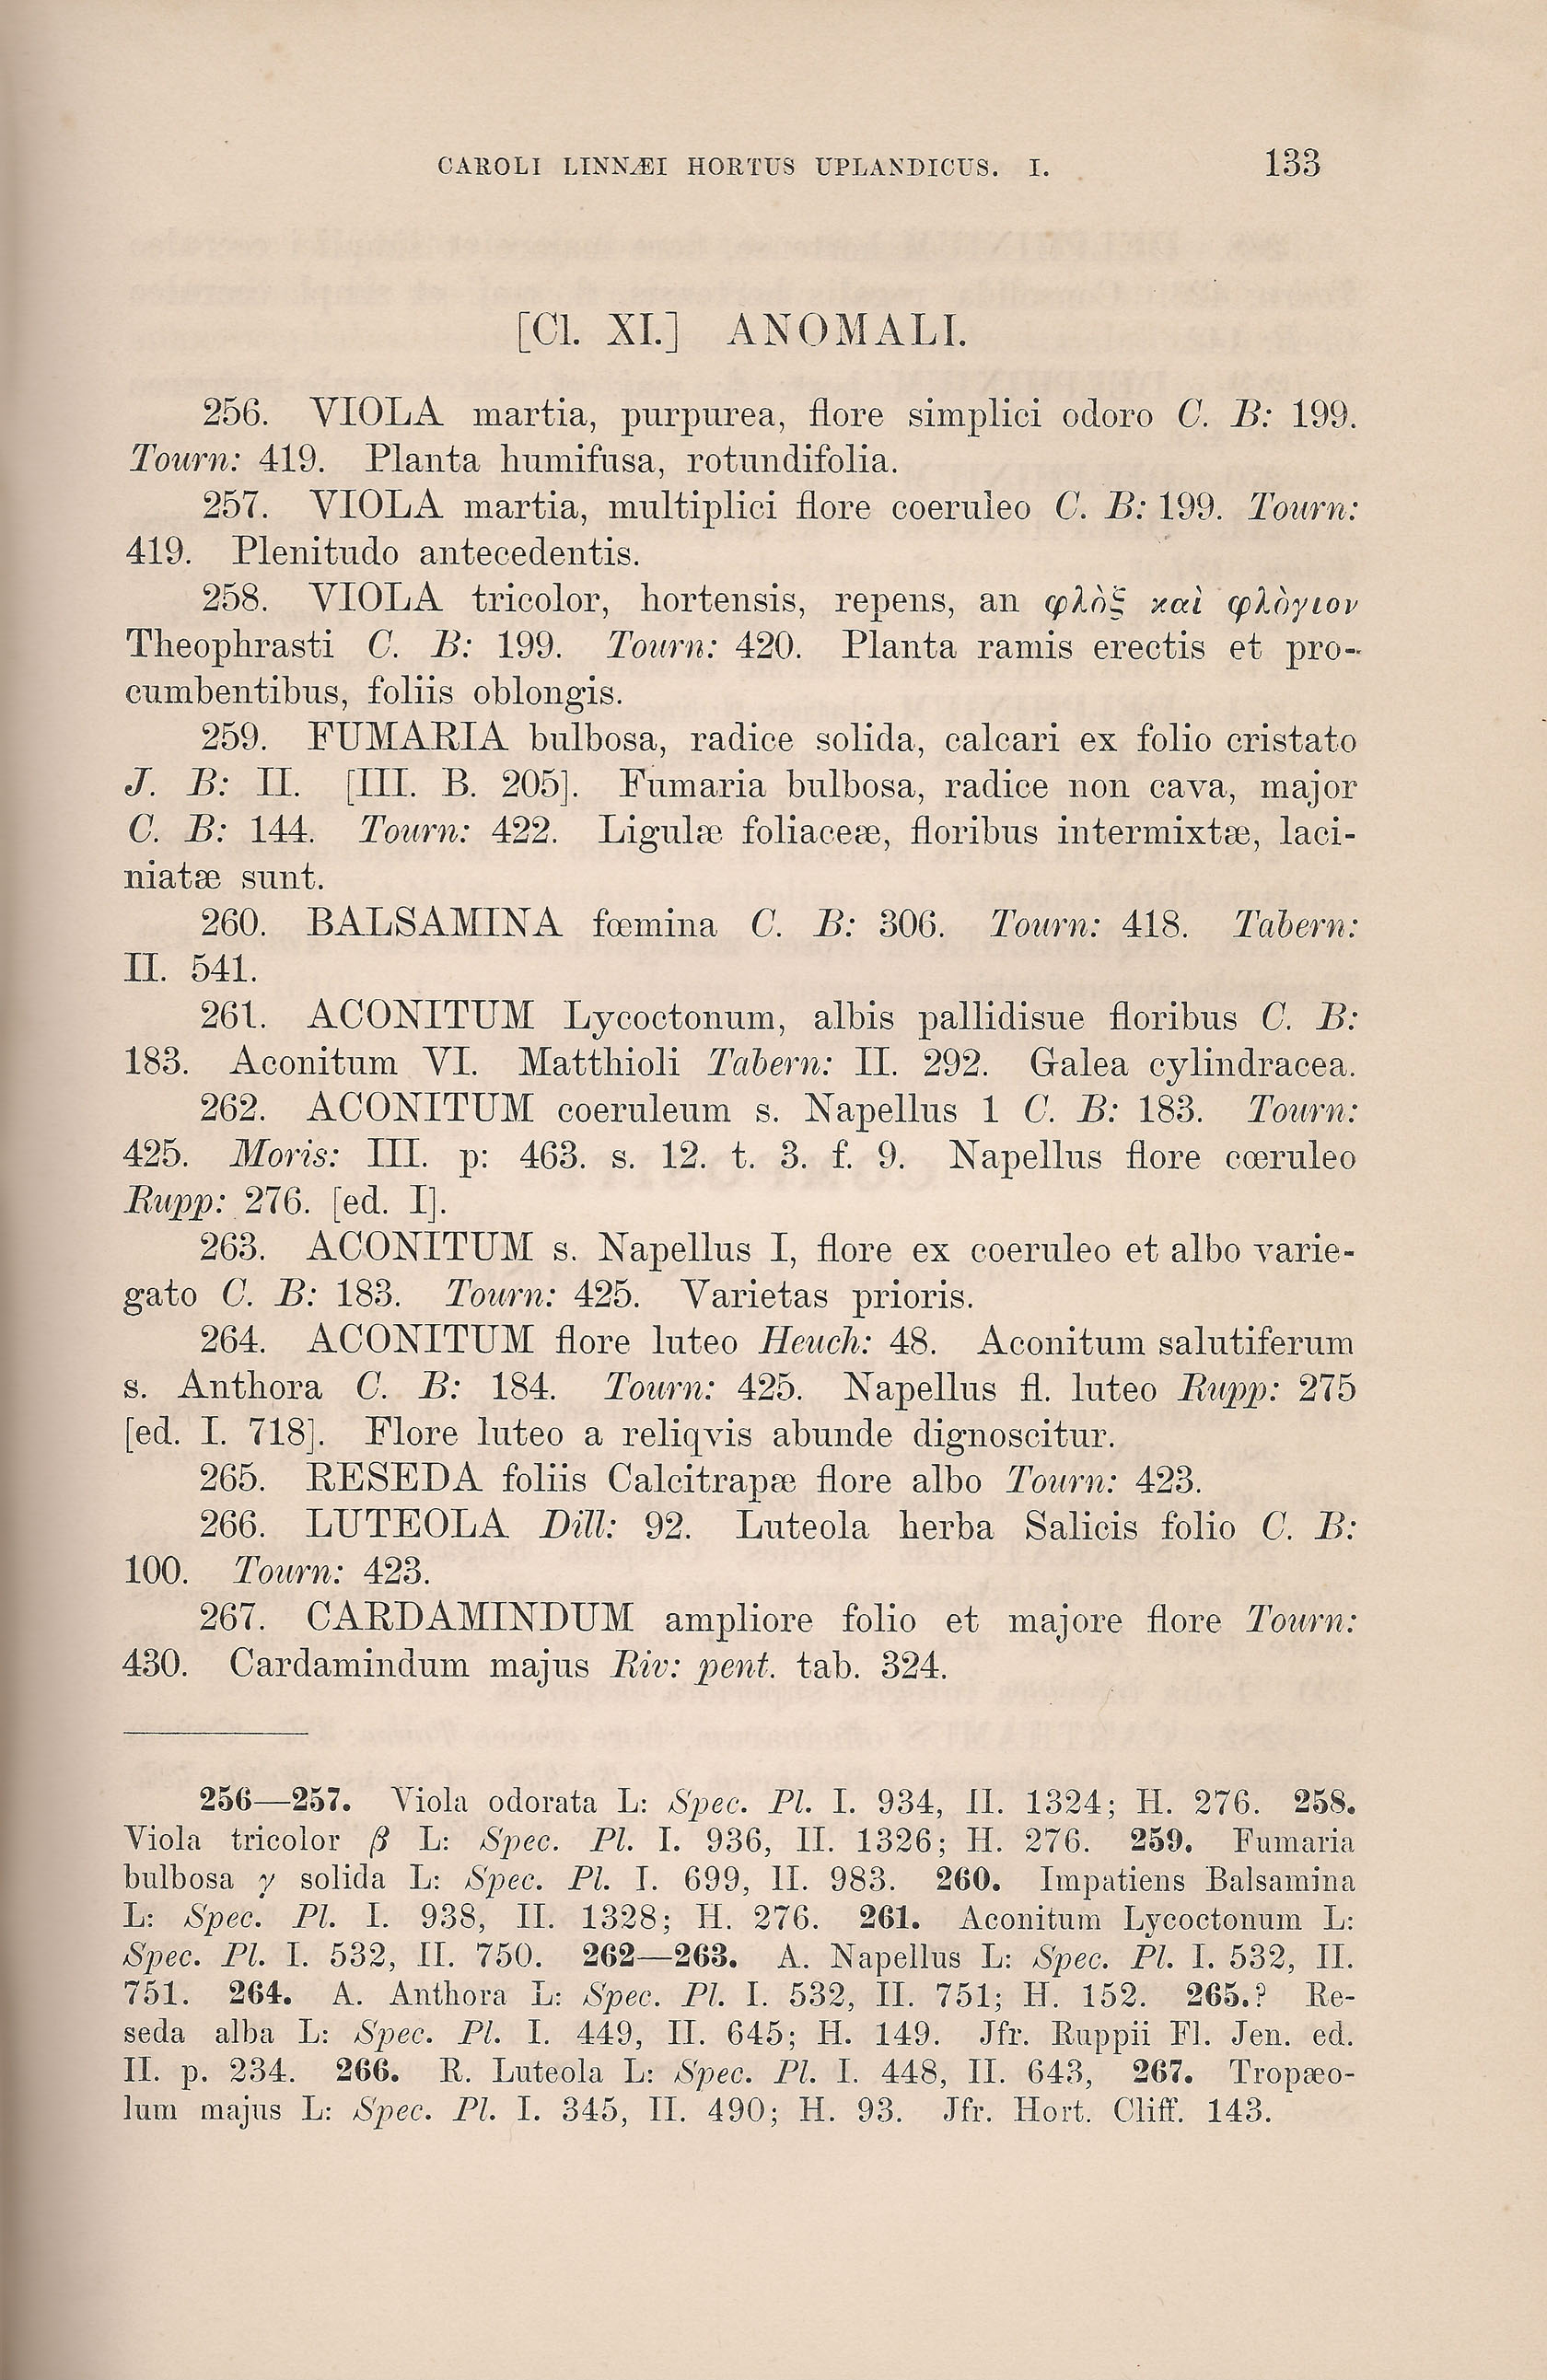 CAROLI LINNÆI HORTUS UPLANDICUS. I. 133
[Cl. XI.] ANOMALI.
256. VIOLA martia, purpurea, flore simplici odoro C. B: 199.
Tourn: 419. Planta humifusa, rotundifolia.
257. VIOLA martia, multiplici flore coeruleo C. B: 199. Tourn:
419. Plenitudo antecedentis.
258. VIOLA tricolor, hortensis, repens, an φλὸξ καὶ φλὸγιον
Theophrasti C. B: 199. Tourn: 420. Planta ramis erectis et pro-
cumbentibus, foliis oblongis.
259. FUMARIA bulbosa, radice solida, calcari ex folio cristato
J. B: II. [III. B. 205]. Fumaria bulbosa, radice non cava, major
C. B: 144. Tourn: 422. Ligulæ foliaceæ, floribus intermixtæ, laci-
niatæ sunt.
260. BALSAMINA fœmina C. B: 306. Tourn: 418. Tabern:
II. 541.
261. ACONITUM Lycoctonum, albis pallidisue floribus C. B:
183. Aconitum VI. Matthioli Tabern: II. 292. Galea cylindracea.
262. ACONITUM coeruleum s. Napellus 1 C. B: 183. Tourn:
425. Moris: III. p: 463. s. 12. t. 3. f. 9. Napellus flore cœruleo
Rupp: 276. [ed. I].
263. ACONITUM s. Napellus I, flore ex coeruleo et albo varie-
gato C. B: 183. Tourn: 425. Varietas prioris.
264. ACONITUM flore luteo Heuch: 48. Aconitum salutiferum
s. Anthora C. B: 184. Tourn: 425. Napellus fl. luteo Rupp: 275
[ed. I. 718]. Flore luteo a reliqvis abunde dignoscitur.
265. RESEDA foliis Calcitrapæ flore albo Tourn: 423.
266. LUTEOLA Dill: 92. Luteola herba Salicis folio C. B:
100. Tourn: 423.
267. CARDAMINDUM ampliore folio et majore flore Tourn:
430. Cardamindum majus Riv: pent. tab. 324.
256—257. Viola odorata L: Spec. Pl. I. 934, II. 1324; H. 276. 258.
Viola tricolor β L: Spec. Pl. I. 936, II. 1326; H. 276. 259. Fumaria
bulbosa γ solida L: Spec. Pl. I. 699, II. 983. 260. Impatiens Balsamina
L: Spec. Pl. I. 938, II. 1328; H. 276. 261. Aconitum Lycoctonum L:
Spec. Pl. I. 532, II. 750. 262—263. A. Napellus L: Spec. Pl. I. 532, II.
751. 264. A. Anthora L: Spec. Pl. I. 532, II. 751; H. 152. 265.? Re-
seda alba L: Spec. Pl. I. 449, II. 645; H. 149. Jfr. Ruppii Fl. Jen. ed.
II. p. 234. 266. R. Luteola L: Spec. Pl. I. 448, II. 643, 267. Tropæo-
lum majus L: Spec. Pl. I. 345, II. 490; H. 93. Jfr. Hort. Cliff. 143.